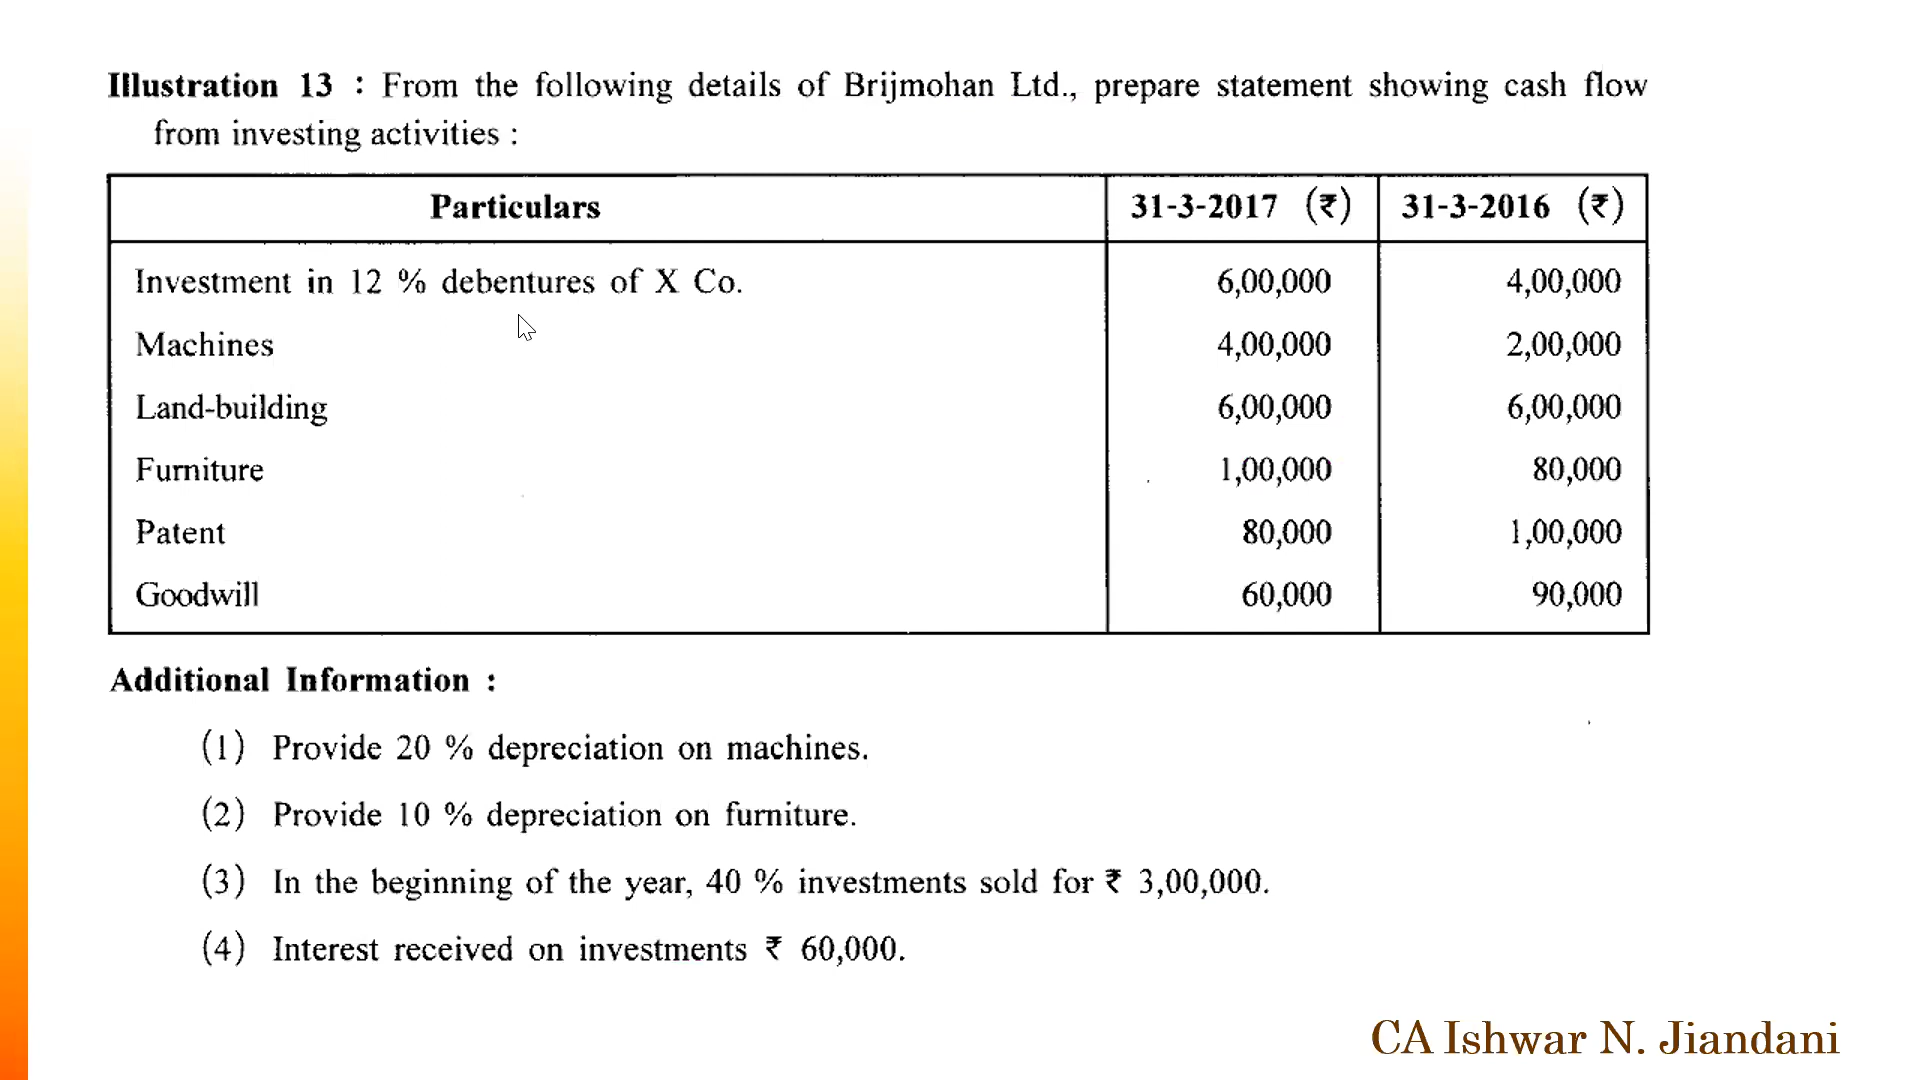 Illustration 13 : From the following details of Brijmohan Ltd., prepare statement showing cash flow
from investing activities :
Particulars 31-3-2017 (₹) 31-3-2016 (₹)
Investment in 12 % debentures of X Co. 6,00,000 4,00,000
Machines 4,00,000 2,00,000
Land-building 6,00,000 6,00,000
Furniture 1,00,000 80,000
Patent 80,000 1,00,000
Goodwill 60,000 90,000
Additional Information :
(1) Provide 20 % depreciation on machines.
(2) Provide 10 % depreciation on furniture.
(3) In the beginning of the year, 40 % investments sold for ₹ 3,00,000.
(4) Interest received on investments ₹ 60,000.
CA Ishwar N. Jiandani